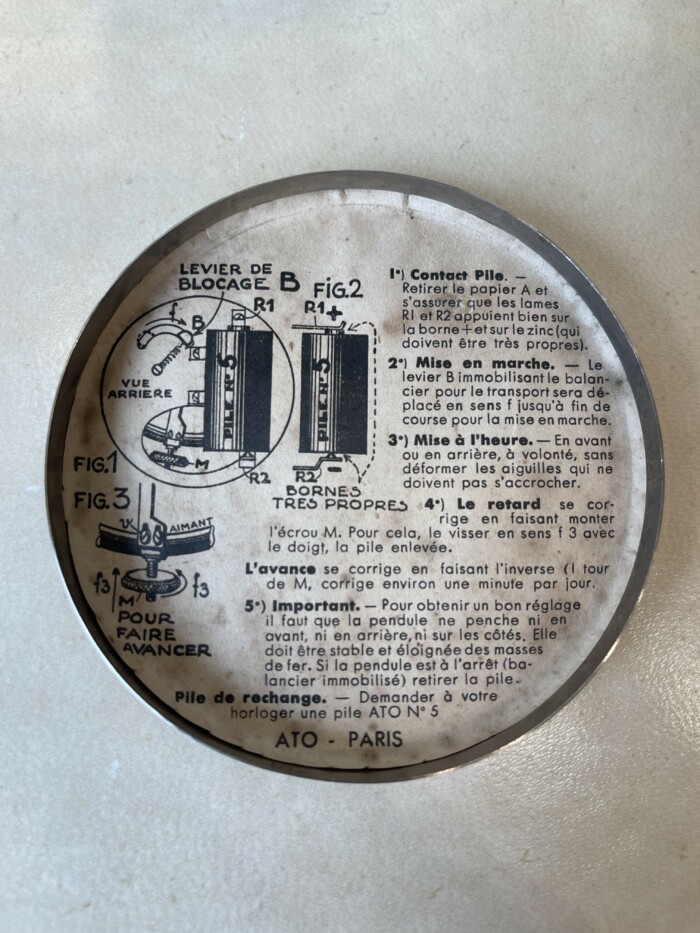 LEVIER DE
BLOCAGE B
FiG.2
R1
R1 +
f
B
VUE
ARRIERE
PILE N° 5
PILE N° 5
M
FIG.1
R2
R2
BORNES
TRES PROPRES
FIG.3
AIMANT
f3
f3
M
POUR
FAIRE
AVANCER
1°) Contact Pile. —
Retirer le papier A et
s'assurer que les lames
R1 et R2 appuient bien sur
la borne + et sur le zinc (qui
doivent être très propres).
2°) Mise en marche. — Le
levier B immobilisant le balan-
cier pour le transport sera dé-
placé en sens f jusqu'à fin de
course pour la mise en marche.
3°) Mise à l'heure. — En avant
ou en arrière, à volonté, sans
déformer les aiguilles qui ne
doivent pas s'accrocher.
4°) Le retard se cor-
rige en faisant monter
l'écrou M. Pour cela, le visser en sens f 3 avec
le doigt, la pile enlevée.
L'avance se corrige en faisant l'inverse (1 tour
de M, corrige environ une minute par jour.
5°) Important. — Pour obtenir un bon réglage
il faut que la pendule ne penche ni en
avant, ni en arrière, ni sur les côtés. Elle
doit être stable et éloignée des masses
de fer. Si la pendule est à l'arrêt (ba-
lancier immobilisé) retirer la pile.
Pile de rechange. — Demander à votre
horloger une pile ATO N° 5
ATO - PARIS